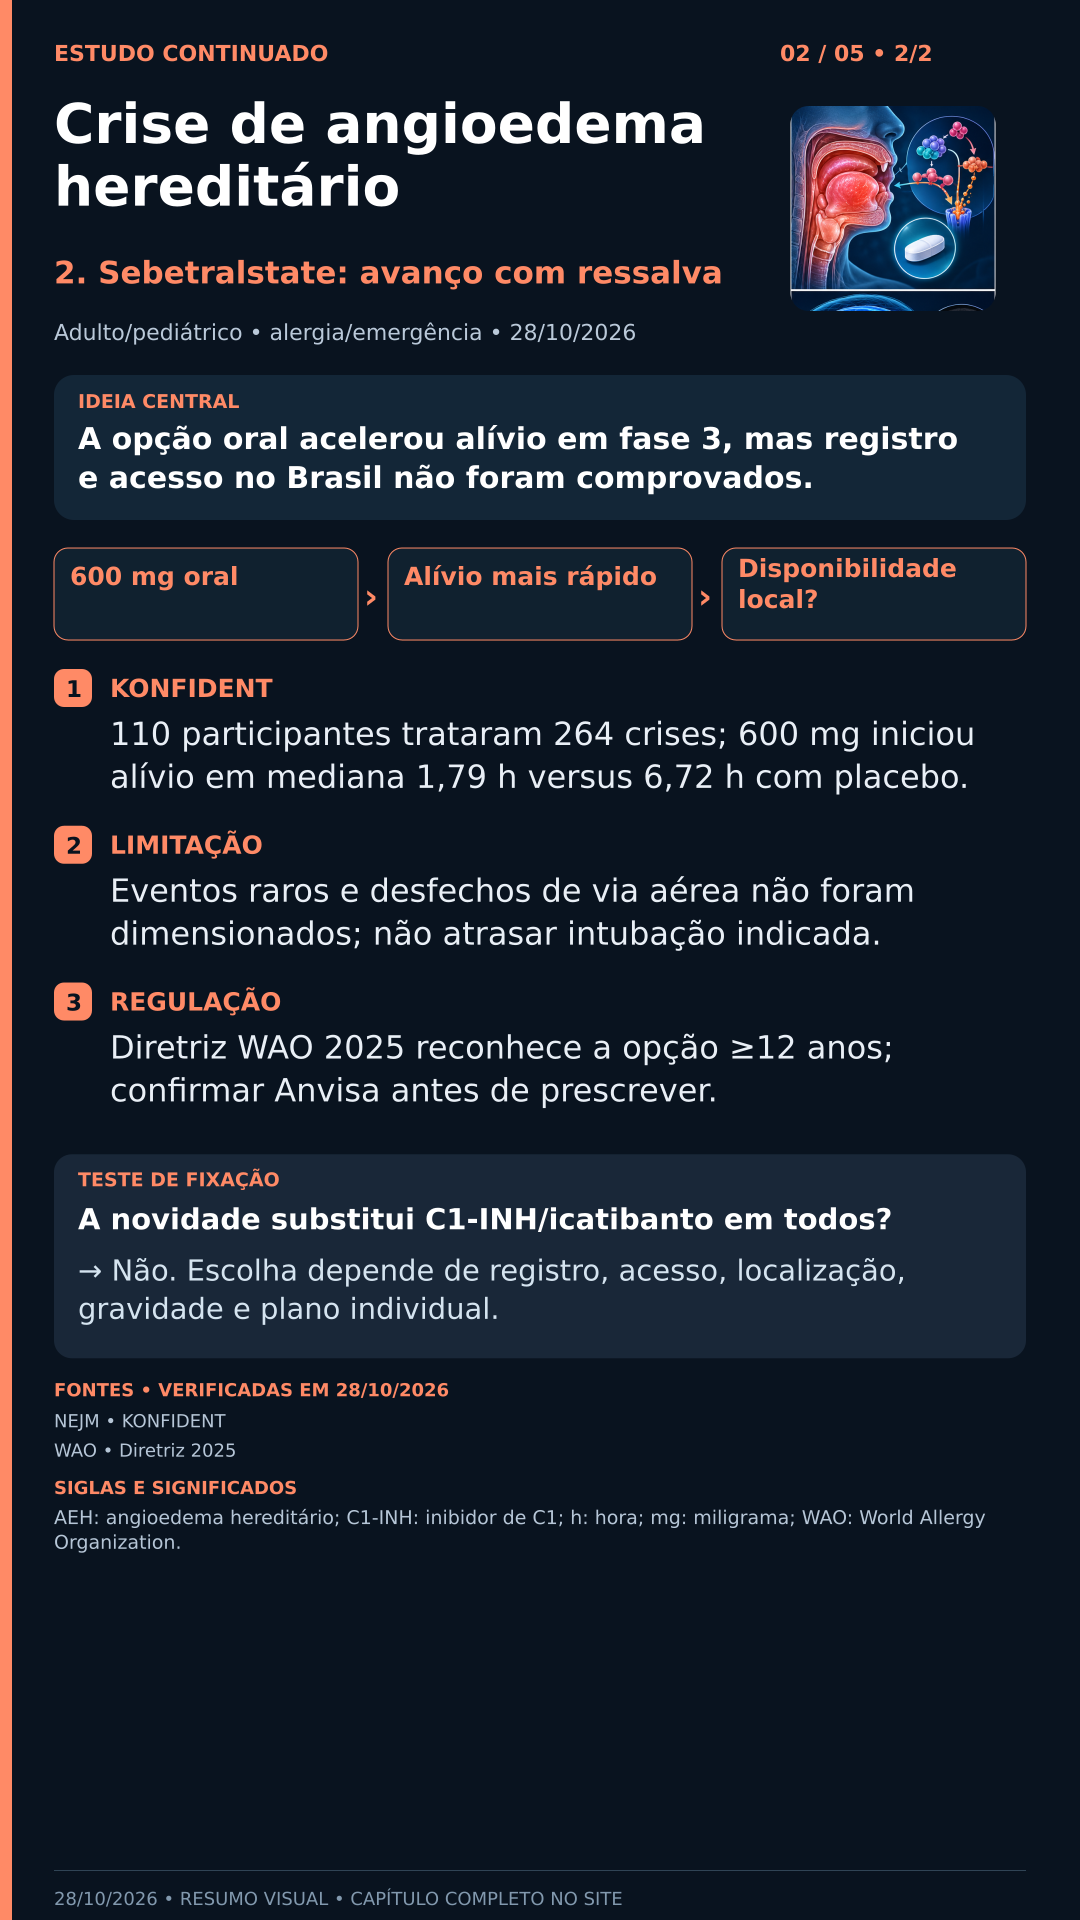 ESTUDO CONTINUADO
02 / 05 • 2/2
Crise de angioedema
hereditário
2. Sebetralstate: avanço com ressalva
Adulto/pediátrico • alergia/emergência • 28/10/2026
IDEIA CENTRAL
A opção oral acelerou alívio em fase 3, mas registro
e acesso no Brasil não foram comprovados.
600 mg oral
›
Alívio mais rápido
›
Disponibilidade
local?
1 KONFIDENT
110 participantes trataram 264 crises; 600 mg iniciou
alívio em mediana 1,79 h versus 6,72 h com placebo.
2 LIMITAÇÃO
Eventos raros e desfechos de via aérea não foram
dimensionados; não atrasar intubação indicada.
3 REGULAÇÃO
Diretriz WAO 2025 reconhece a opção ≥12 anos;
confirmar Anvisa antes de prescrever.
TESTE DE FIXAÇÃO
A novidade substitui C1-INH/icatibanto em todos?
→ Não. Escolha depende de registro, acesso, localização,
gravidade e plano individual.
FONTES • VERIFICADAS EM 28/10/2026
NEJM • KONFIDENT
WAO • Diretriz 2025
SIGLAS E SIGNIFICADOS
AEH: angioedema hereditário; C1-INH: inibidor de C1; h: hora; mg: miligrama; WAO: World Allergy
Organization.
28/10/2026 • RESUMO VISUAL • CAPÍTULO COMPLETO NO SITE